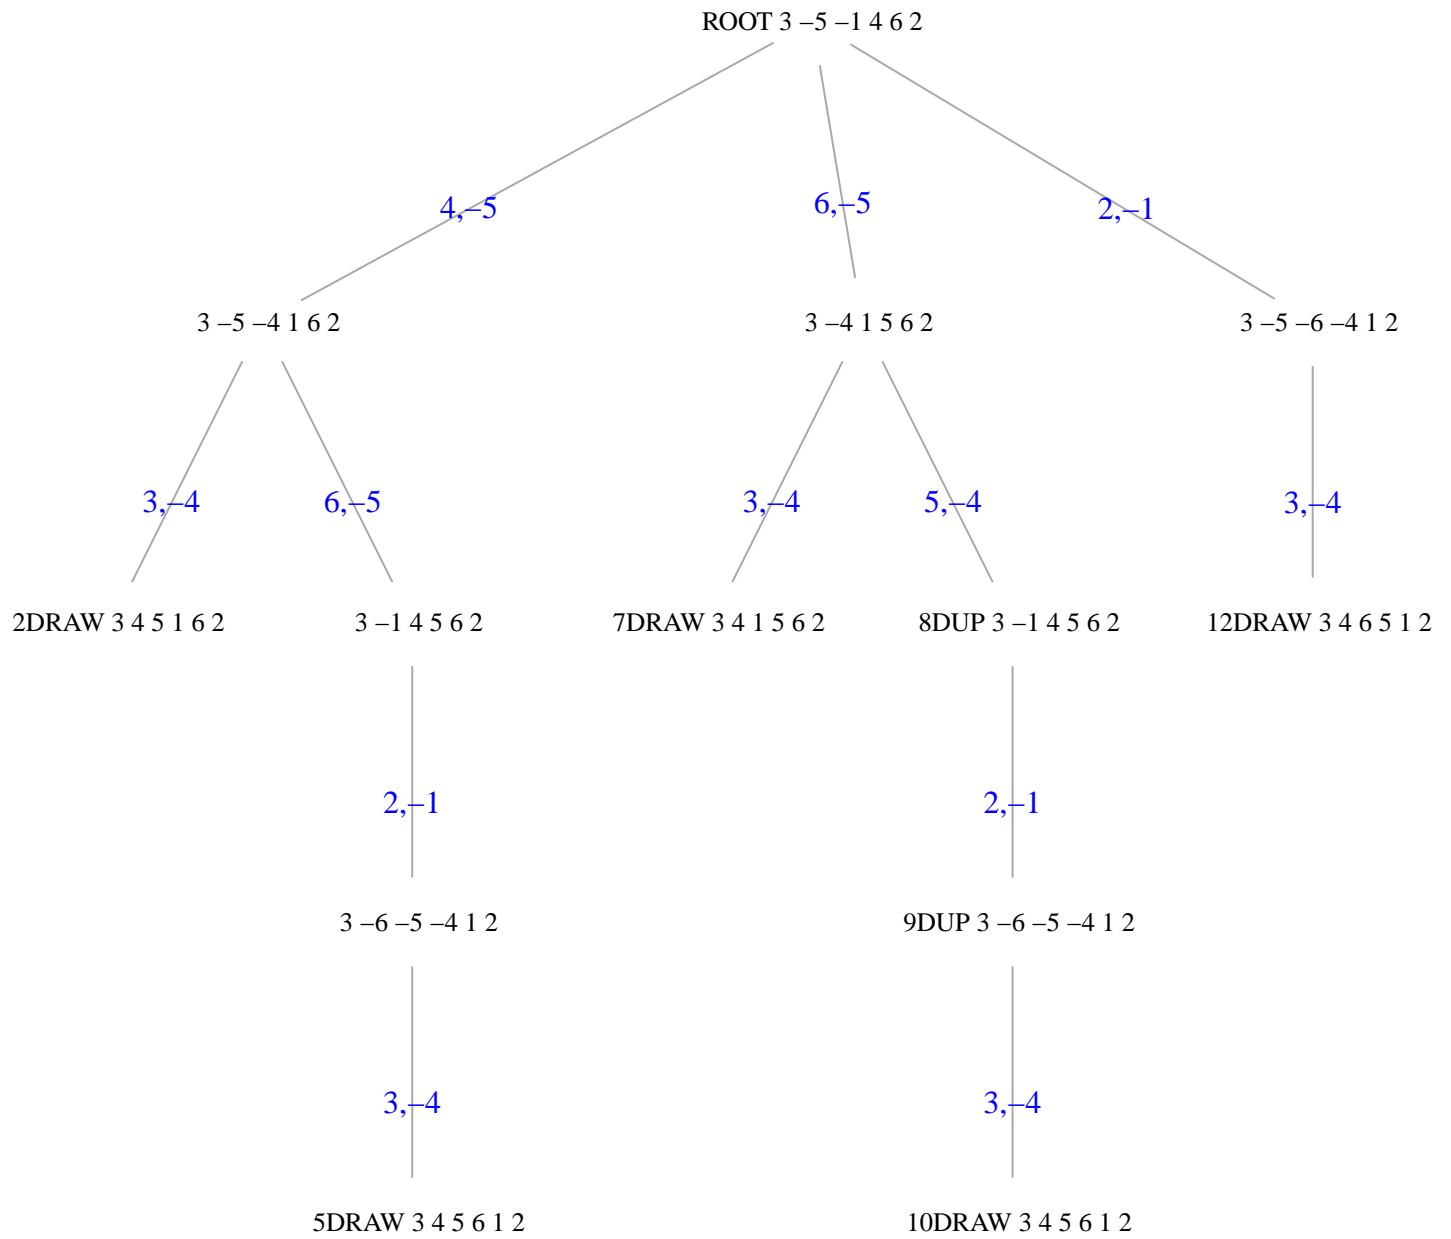 ROOT 3 –5 –1 4 6 2
4,–5
6,–5
2,–1
3 –5 –4 1 6 2
3 –4 1 5 6 2
3 –5 –6 –4 1 2
3,–4
6,–5
3,–4
5,–4
3,–4
2DRAW 3 4 5 1 6 2
3 –1 4 5 6 2
7DRAW 3 4 1 5 6 2
8DUP 3 –1 4 5 6 2
12DRAW 3 4 6 5 1 2
2,–1
2,–1
3 –6 –5 –4 1 2
9DUP 3 –6 –5 –4 1 2
3,–4
3,–4
5DRAW 3 4 5 6 1 2
10DRAW 3 4 5 6 1 2